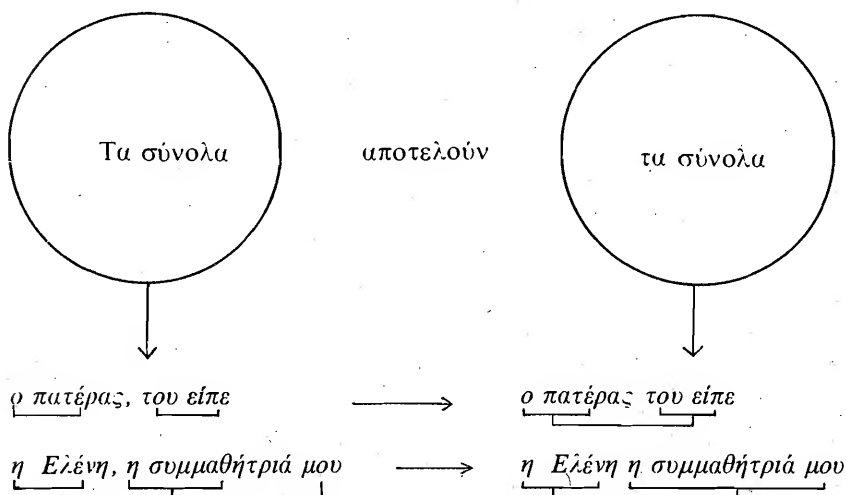 Τα σύνολα αποτελούν τα σύνολα
ο πατέρας, του είπε ο πατέρας του είπε
η Ελένη, η συμμαθήτριά μου η Ελένη η συμμαθήτριά μου